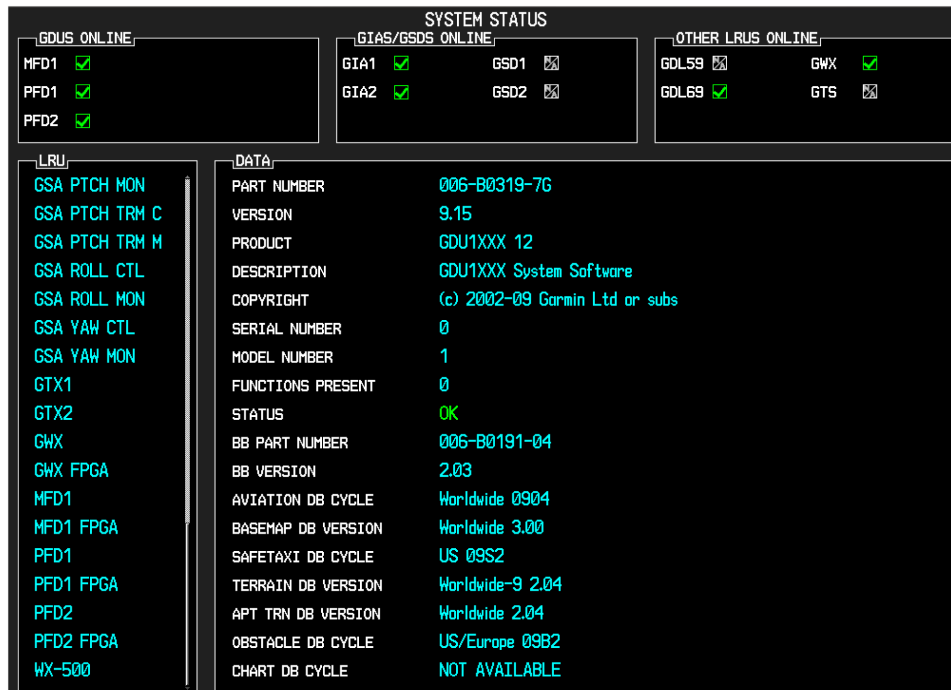 SYSTEM STATUS
GDUS ONLINE
MFD1
PFD1
PFD2
GIAS/GSDS ONLINE
GIA1 GSD1 N/A
GIA2 GSD2 N/A
OTHER LRUS ONLINE
GDL59 N/A GWX
GDL69 GTS N/A
LRU
GSA PTCH MON
GSA PTCH TRM C
GSA PTCH TRM M
GSA ROLL CTL
GSA ROLL MON
GSA YAW CTL
GSA YAW MON
GTX1
GTX2
GWX
GWX FPGA
MFD1
MFD1 FPGA
PFD1
PFD1 FPGA
PFD2
PFD2 FPGA
WX-500
DATA
PART NUMBER 006-B0319-7G
VERSION 9.15
PRODUCT GDU1XXX 12
DESCRIPTION GDU1XXX System Software
COPYRIGHT (c) 2002-09 Garmin Ltd or subs
SERIAL NUMBER 0
MODEL NUMBER 1
FUNCTIONS PRESENT 0
STATUS OK
BB PART NUMBER 006-B0191-04
BB VERSION 2.03
AVIATION DB CYCLE Worldwide 0904
BASEMAP DB VERSION Worldwide 3.00
SAFETAXI DB CYCLE US 09S2
TERRAIN DB VERSION Worldwide-9 2.04
APT TRN DB VERSION Worldwide 2.04
OBSTACLE DB CYCLE US/Europe 09B2
CHART DB CYCLE NOT AVAILABLE